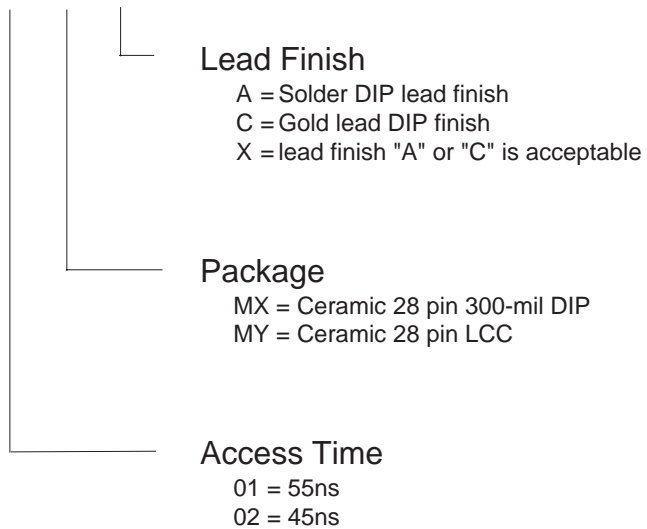 Lead Finish
A = Solder DIP lead finish
C = Gold lead DIP finish
X = lead finish "A" or "C" is acceptable
Package
MX = Ceramic 28 pin 300-mil DIP
MY = Ceramic 28 pin LCC
Access Time
01 = 55ns
02 = 45ns